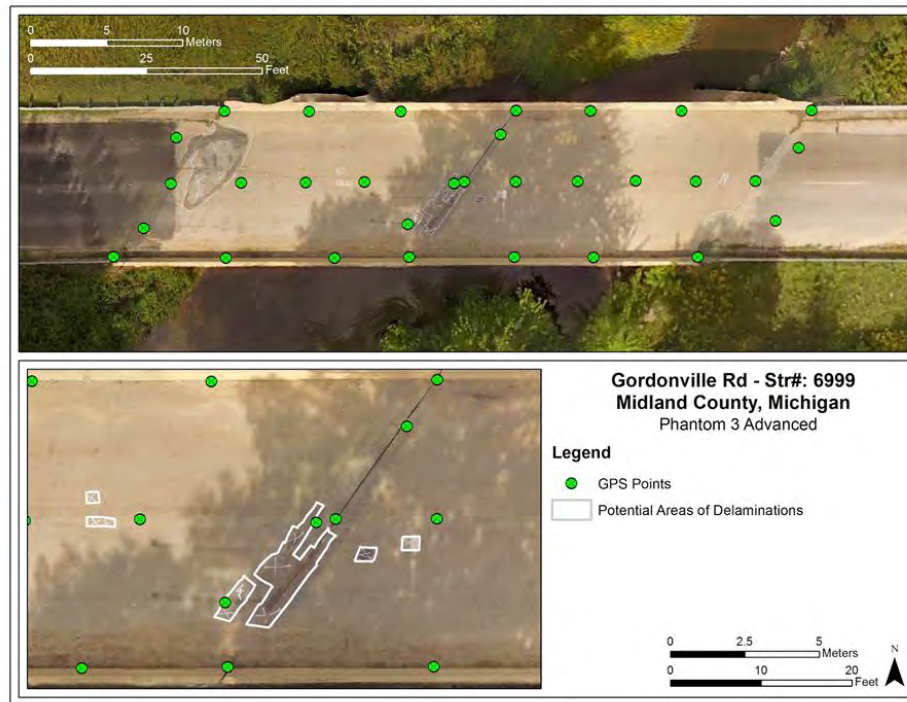 0 5 10
Meters
0 25 50
Feet
Gordonville Rd - Str#: 6999
Midland County, Michigan
Phantom 3 Advanced
Legend
GPS Points
Potential Areas of Delaminations
0 2.5 5
Meters
0 10 20
Feet
N